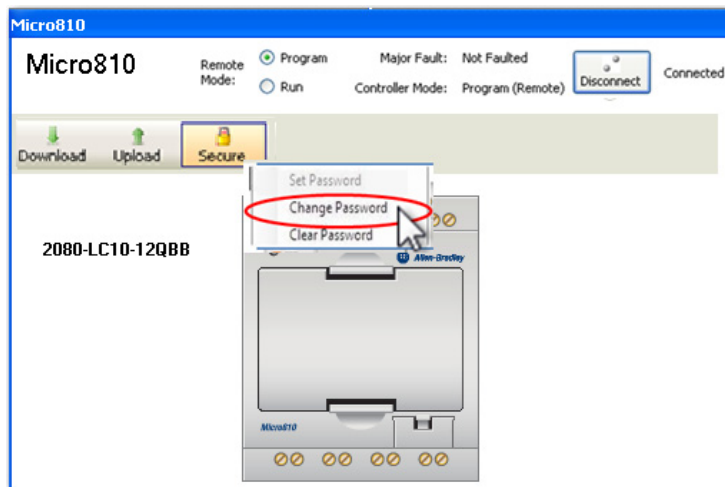 Micro810
Micro810
Remote Mode:
Program
Run
Major Fault: Not Faulted
Controller Mode: Program (Remote)
Disconnect
Connected
Download Upload Secure
Set Password
Change Password
Clear Password
2080-LC10-12QBB
Allen-Bradley
Micro810